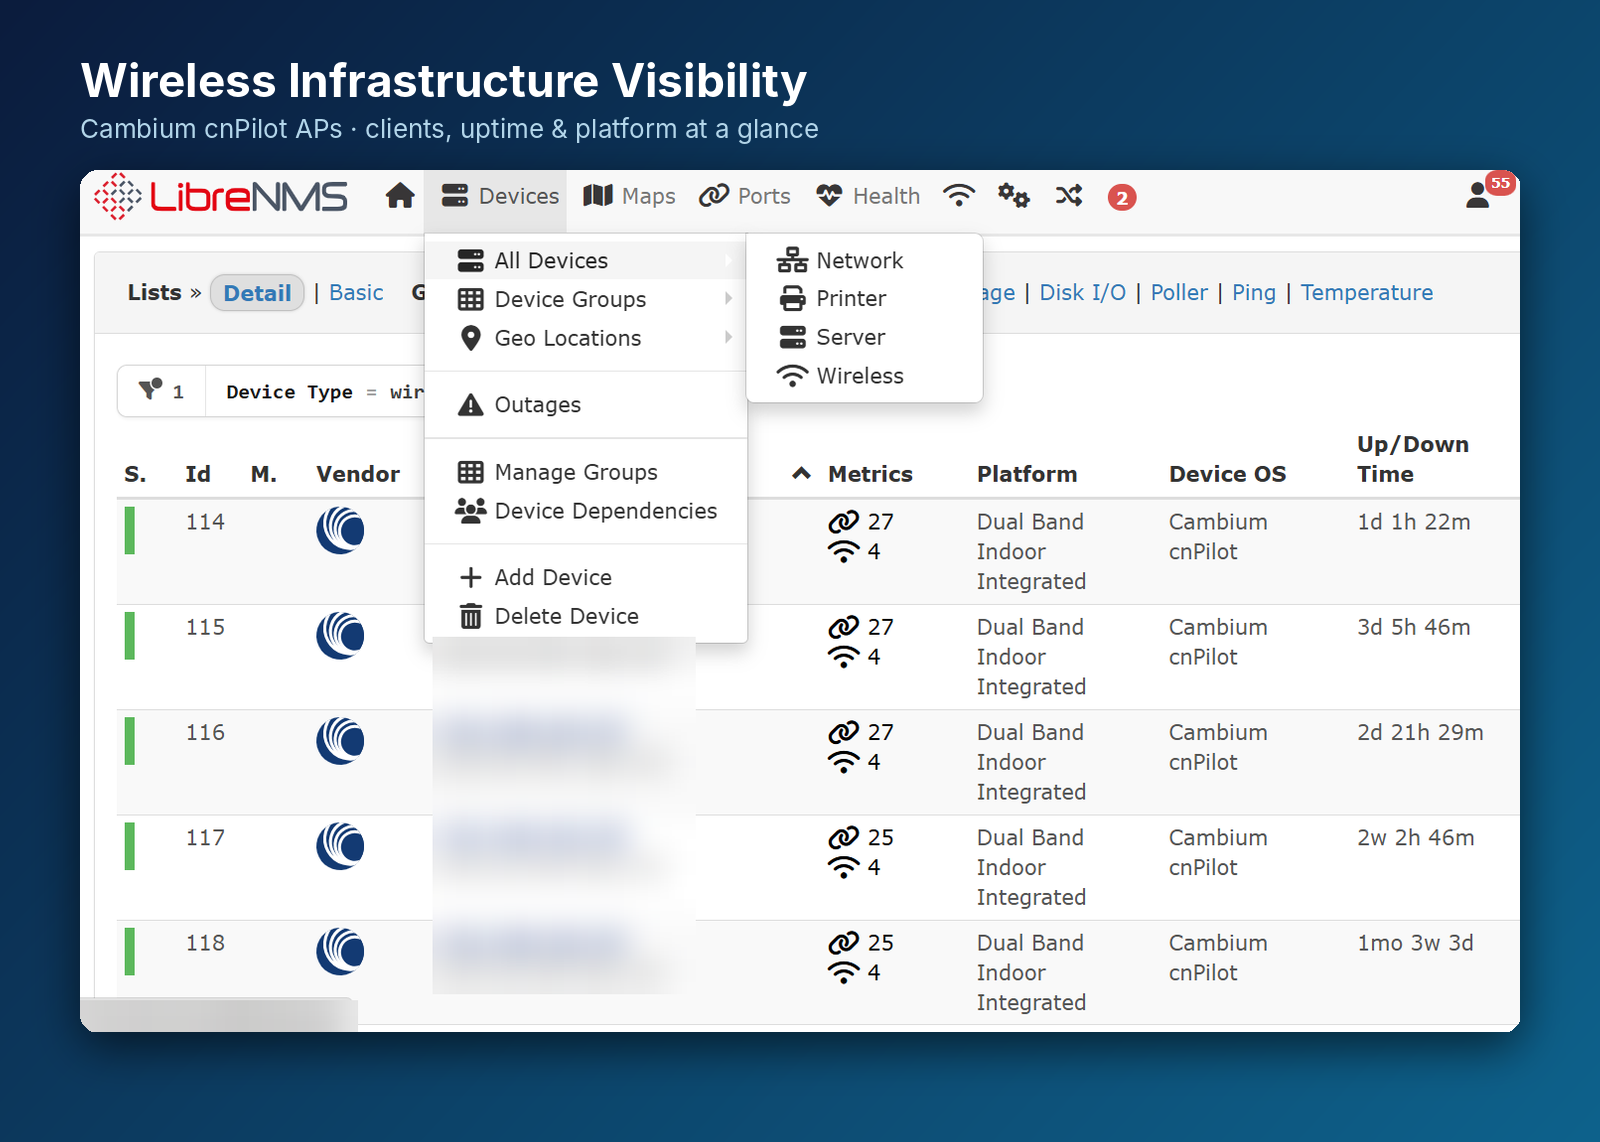 Wireless Infrastructure Visibility
Cambium cnPilot APs · clients, uptime & platform at a glance
LibreNMS Devices Maps Ports Health 2 55
All Devices
Device Groups
Geo Locations
Outages
Manage Groups
Device Dependencies
Add Device
Delete Device
Network
Printer
Server
Wireless
Lists » Detail | Basic | Disk I/O | Poller | Ping | Temperature
1 Device Type =
S. Id M. Vendor Metrics Platform Device OS Up/Down Time
114 27 4 Dual Band Indoor Integrated Cambium cnPilot 1d 1h 22m
115 27 4 Dual Band Indoor Integrated Cambium cnPilot 3d 5h 46m
116 27 4 Dual Band Indoor Integrated Cambium cnPilot 2d 21h 29m
117 25 4 Dual Band Indoor Integrated Cambium cnPilot 2w 2h 46m
118 25 4 Dual Band Indoor Integrated Cambium cnPilot 1mo 3w 3d